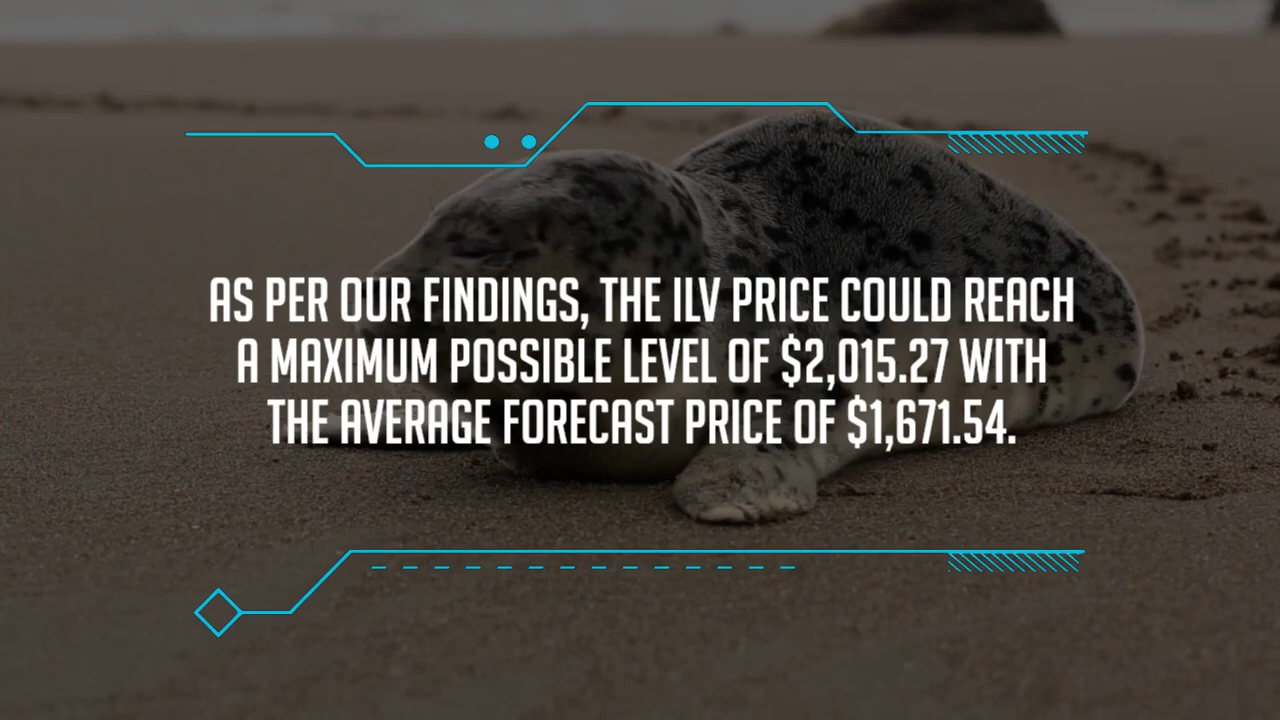 AS PER OUR FINDINGS, THE ILV PRICE COULD REACH
A MAXIMUM POSSIBLE LEVEL OF $2,015.27 WITH
THE AVERAGE FORECAST PRICE OF $1,671.54.